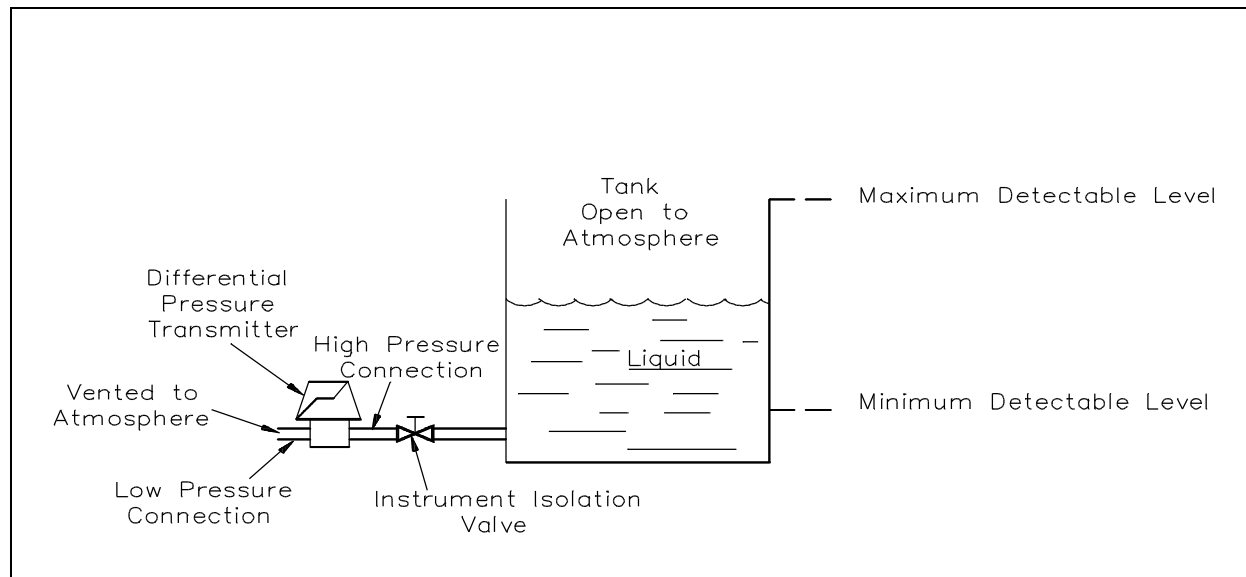 Tank
Open to
Atmosphere
Maximum Detectable Level
Differential
Pressure
Transmitter
High Pressure
Connection
Liquid
Vented to
Atmosphere
Minimum Detectable Level
Low Pressure
Connection
Instrument Isolation
Valve